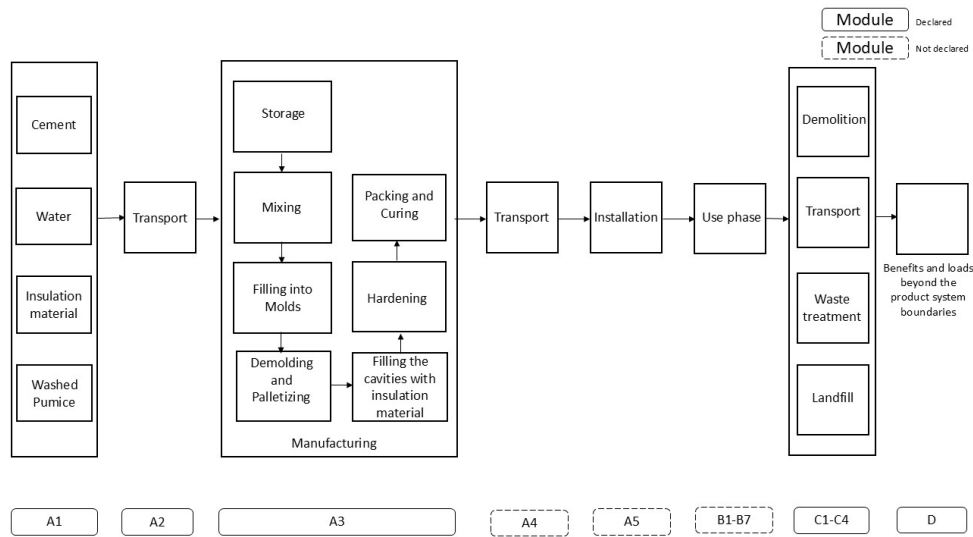 Module
Declared
Module
Not declared
Cement
Water
Insulation
material
Washed
Pumice
Transport
Storage
Mixing
Filling into
Molds
Demolding
and
Palletizing
Packing and
Curing
Hardening
Filling the
cavities with
insulation
material
Manufacturing
Transport
Installation
Use phase
Demolition
Transport
Waste
treatment
Landfill
Benefits and loads
beyond the
product system
boundaries
A1
A2
A3
A4
A5
B1-B7
C1-C4
D